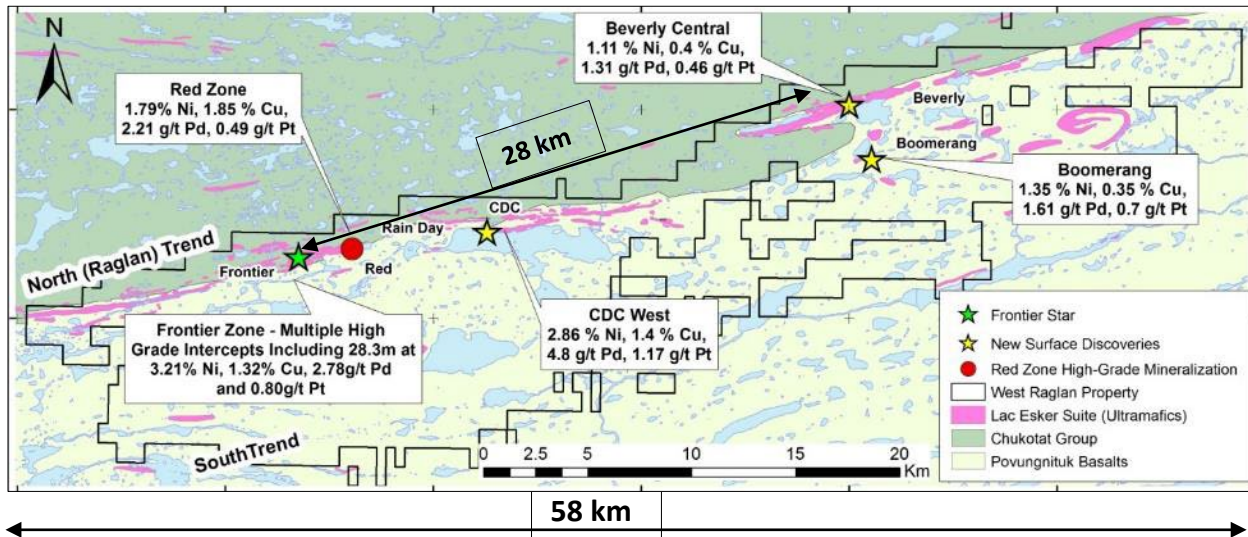 N
Beverly Central
1.11 % Ni, 0.4 % Cu,
1.31 g/t Pd, 0.46 g/t Pt
Red Zone
1.79% Ni, 1.85 % Cu,
2.21 g/t Pd, 0.49 g/t Pt
28 km
Beverly
Boomerang
Boomerang
1.35 % Ni, 0.35 % Cu,
1.61 g/t Pd, 0.7 g/t Pt
CDC
Rain Day
North (Raglan) Trend
Frontier
Red
Frontier Zone - Multiple High
Grade Intercepts Including 28.3m at
3.21% Ni, 1.32% Cu, 2.78g/t Pd
and 0.80g/t Pt
CDC West
2.86 % Ni, 1.4 % Cu,
4.8 g/t Pd, 1.17 g/t Pt
Frontier Star
New Surface Discoveries
Red Zone High-Grade Mineralization
West Raglan Property
Lac Esker Suite (Ultramafics)
Chukotat Group
Povungnituk Basalts
SouthTrend
0 2.5 5 10 15 20
Km
58 km